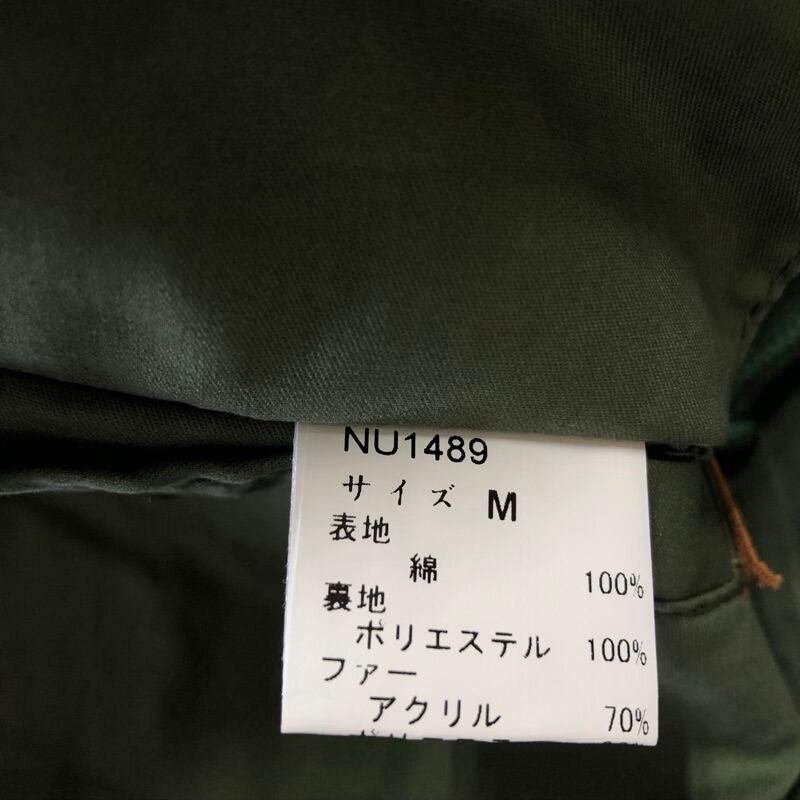 NU1489
サイズ M
表地
綿 100%
裏地
ポリエステル 100%
ファー
アクリル 70%